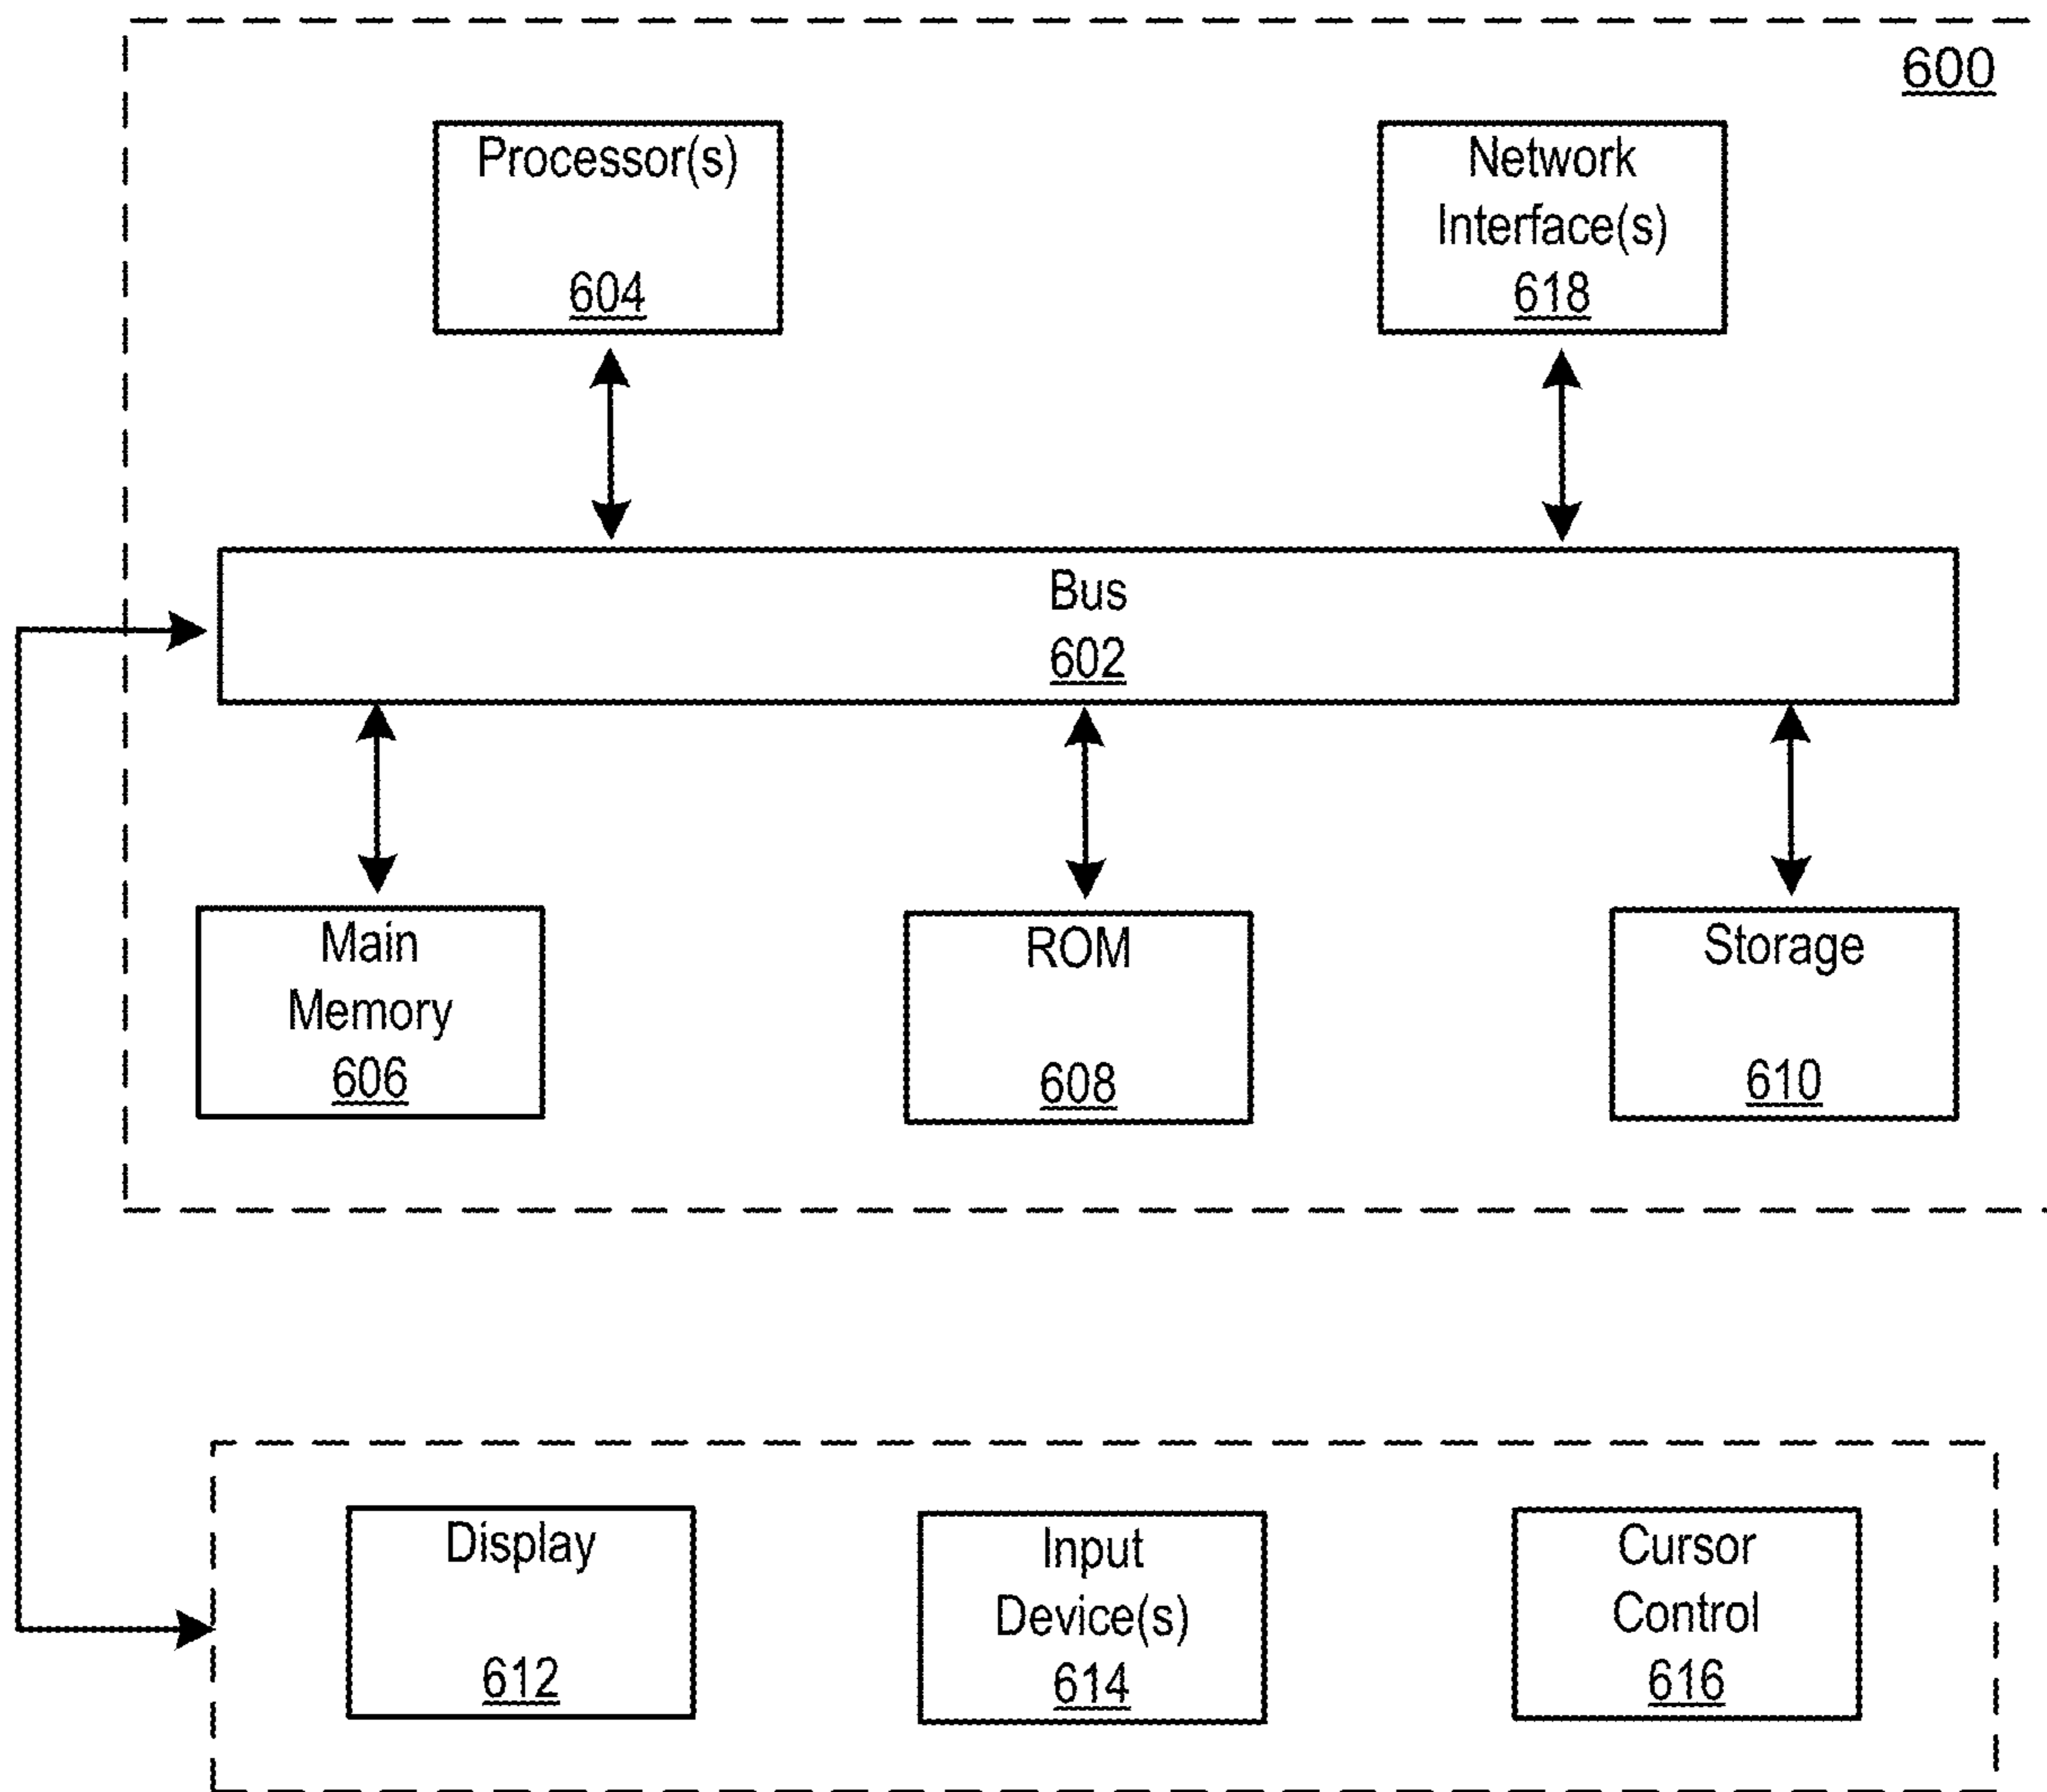 600
Processor(s)
604
Network
Interface(s)
618
Bus
602
Main
Memory
606
ROM
608
Storage
610
Display
612
Input
Device(s)
614
Cursor
Control
616